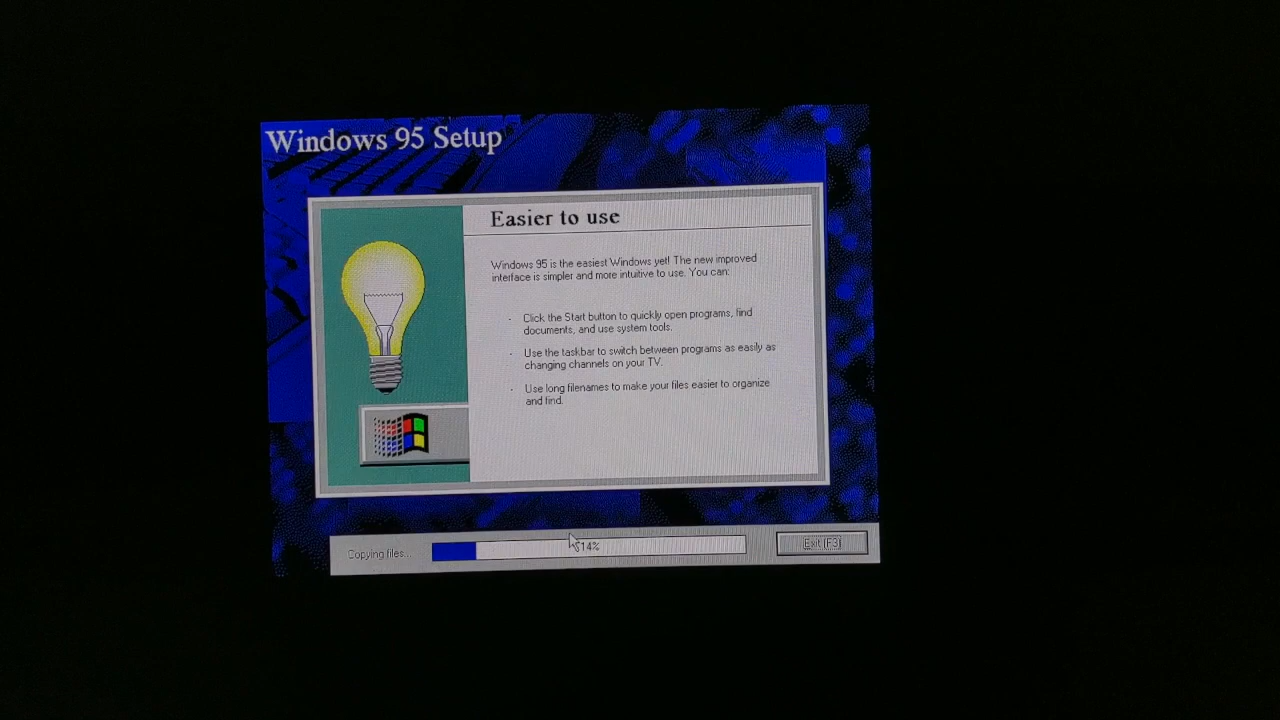 Windows 95 Setup
Easier to use
Windows 95 is the easiest Windows yet! The new improved
interface is simpler and more intuitive to use. You can:
- Click the Start button to quickly open programs, find
documents, and use system tools.
- Use the taskbar to switch between programs as easily as
changing channels on your TV.
- Use long filenames to make your files easier to organize
and find.
Copying files...
14%
Exit (F3)